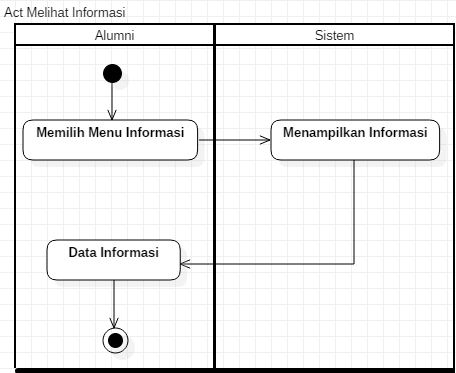 Act Melihat Informasi
Alumni
Sistem
Memilih Menu Informasi
Menampilkan Informasi
Data Informasi